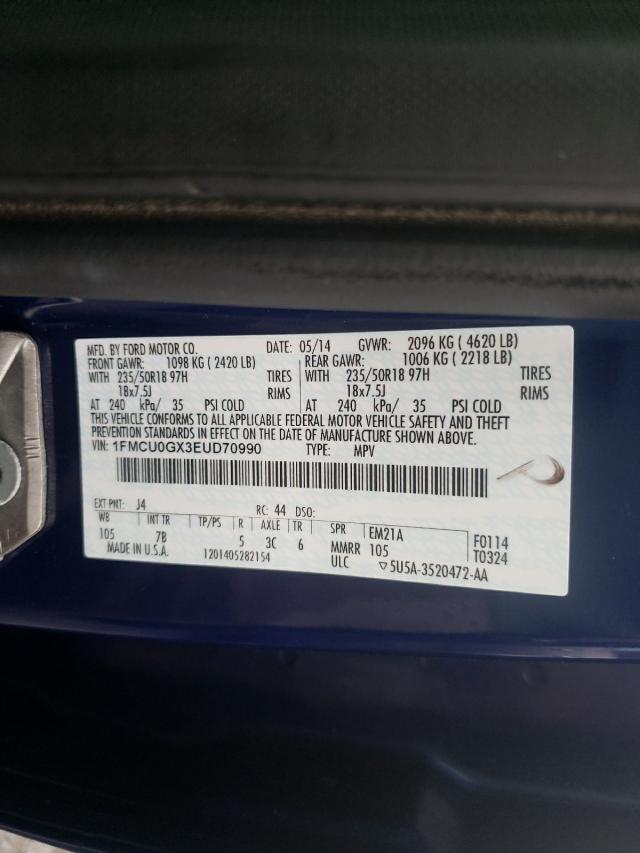 MFD. BY FORD MOTOR CO. DATE: 05/14 GVWR: 2096 KG ( 4620 LB)
FRONT GAWR: 1098 KG ( 2420 LB) REAR GAWR: 1006 KG ( 2218 LB)
WITH 235/50R18 97H TIRES WITH 235/50R18 97H TIRES
18x7.5J RIMS 18x7.5J RIMS
AT 240 kPa/ 35 PSI COLD AT 240 kPa/ 35 PSI COLD
THIS VEHICLE CONFORMS TO ALL APPLICABLE FEDERAL MOTOR VEHICLE SAFETY AND THEFT
PREVENTION STANDARDS IN EFFECT ON THE DATE OF MANUFACTURE SHOWN ABOVE.
VIN: 1FMCU0GX3EUD70990 TYPE: MPV
EXT PNT: J4 RC: 44 DSO:
WB INT TR TP/PS R AXLE TR SPR EM21A F0114
105 7B 5 3C 6 MMRR 105 T0324
MADE IN U.S.A. 1201405282154 ULC ▽5U5A-3520472-AA